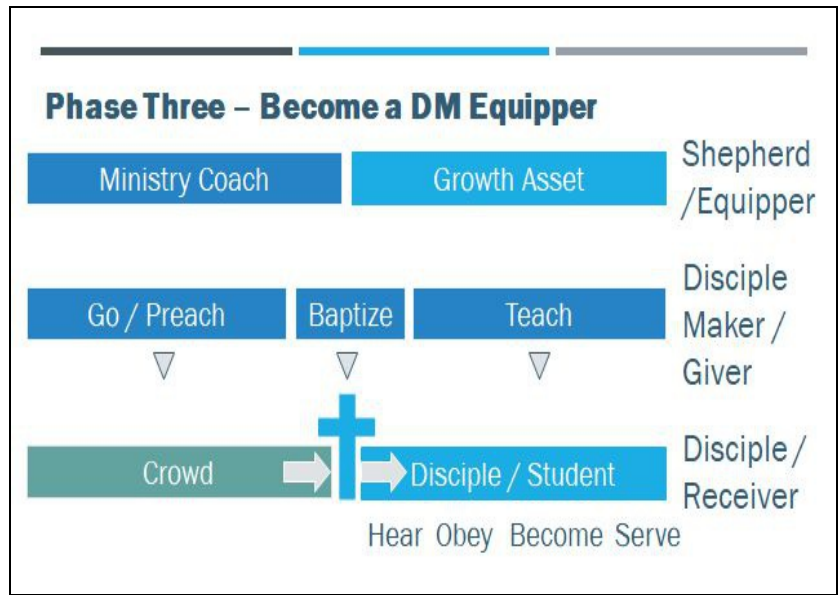 Phase Three – Become a DM Equipper
Ministry Coach
Growth Asset
Shepherd
/Equipper
Go / Preach
Baptize
Teach
Disciple
Maker /
Giver
Crowd
Disciple / Student
Disciple /
Receiver
Hear Obey Become Serve